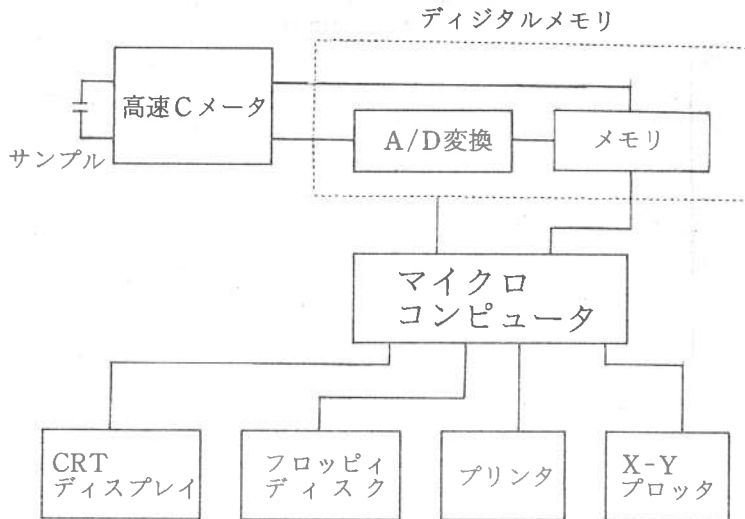 ディジタルメモリ
高速Cメータ
A/D変換
メモリ
サンプル
マイクロ
コンピュータ
CRT
ディスプレイ
フロッピィ
ディスク
プリンタ
X-Y
プロッタ